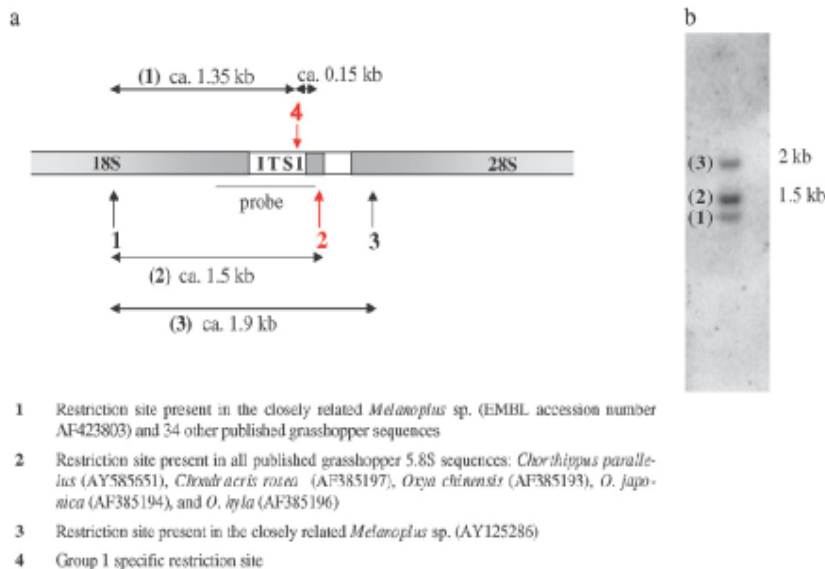 a
b
(1) ca. 1.35 kb
ca. 0.15 kb
4
18S
ITS1
28S
probe
1
2
3
(2) ca. 1.5 kb
(3) ca. 1.9 kb
(3)
2 kb
(2)
1.5 kb
(1)
1 Restriction site present in the closely related Melanoplus sp. (EMBL accession number
AF423803) and 34 other published grasshopper sequences
2 Restriction site present in all published grasshopper 5.8S sequences: Chorthippus paralle-
lus (AY585651), Chondracris rosea (AF385197), Oxya chinensis (AF385193), O. japo-
nica (AF385194), and O. hyla (AF385196)
3 Restriction site present in the closely related Melanoplus sp. (AY125286)
4 Group 1 specific restriction site